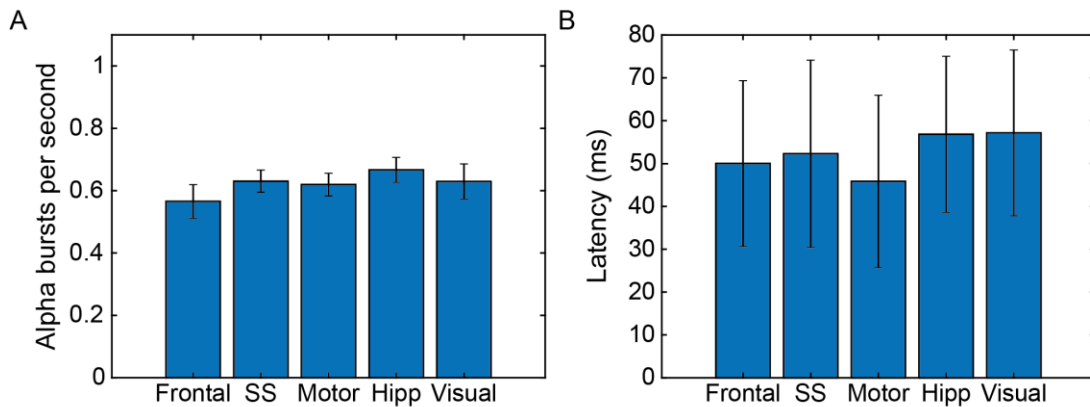 A
Alpha bursts per second
1
0.8
0.6
0.4
0.2
0
Frontal SS Motor Hipp Visual
B
Latency (ms)
80
70
60
50
40
30
20
10
0
Frontal SS Motor Hipp Visual